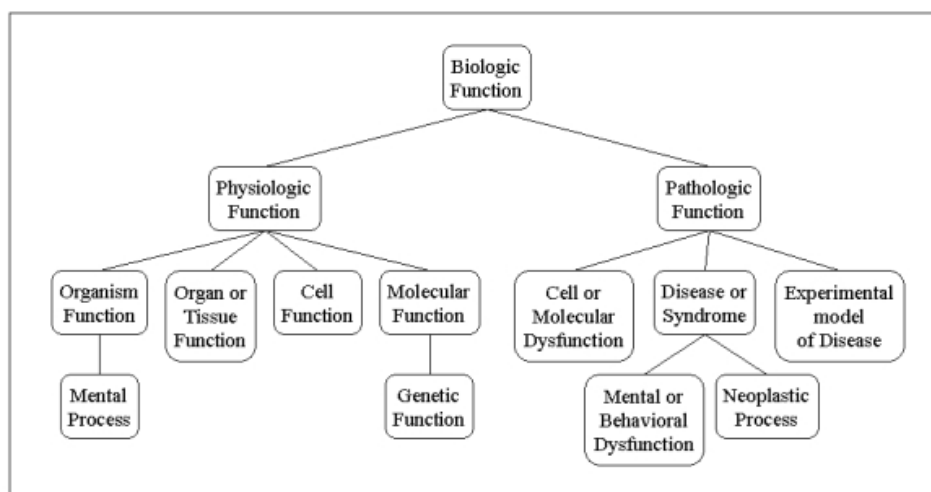 Biologic
Function
Physiologic
Function
Pathologic
Function
Organism
Function
Organ or
Tissue
Function
Cell
Function
Molecular
Function
Cell or
Molecular
Dysfunction
Disease or
Syndrome
Experimental
model
of Disease
Mental
Process
Genetic
Function
Mental or
Behavioral
Dysfunction
Neoplastic
Process